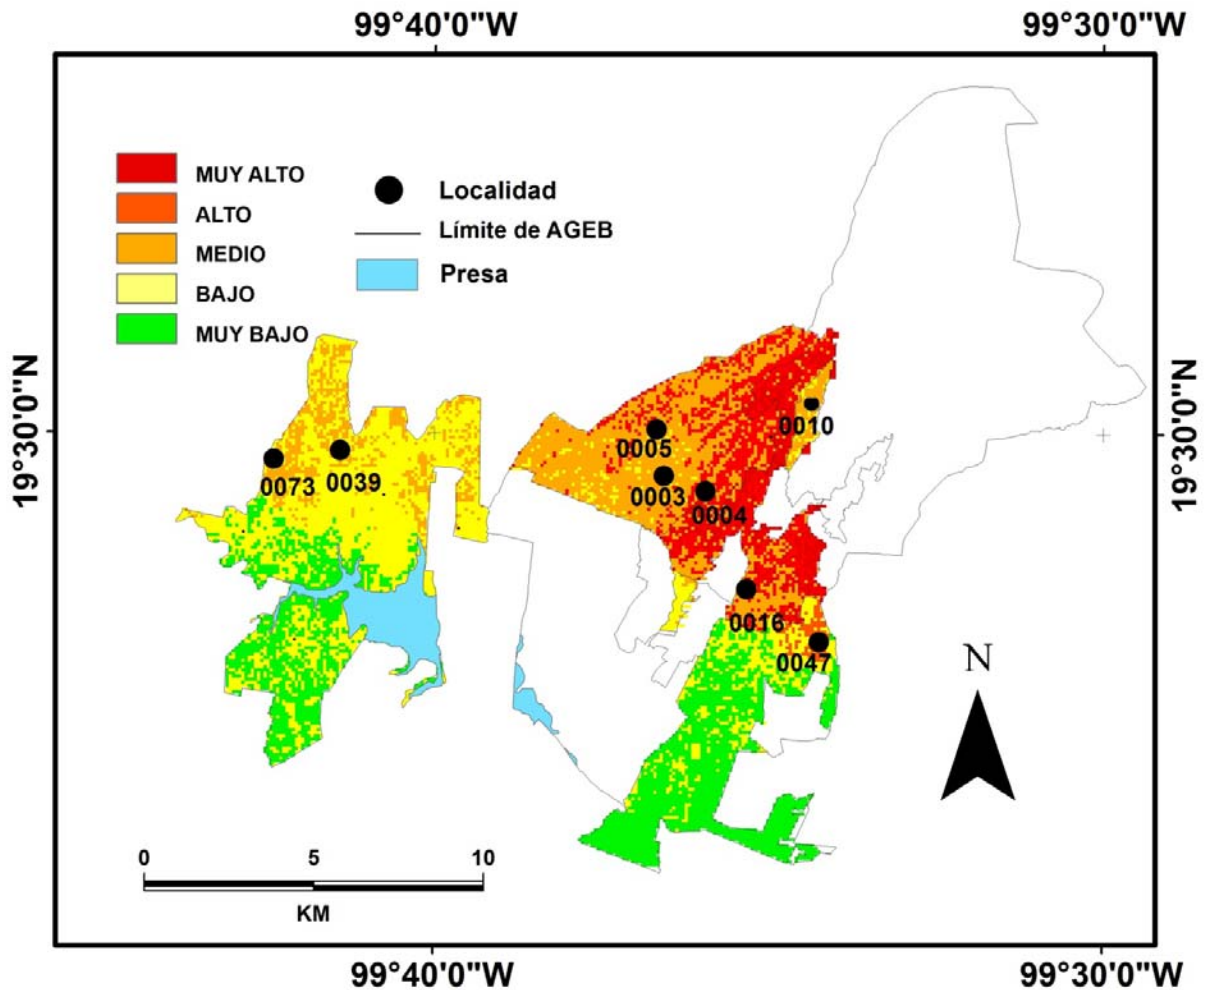 99°40'0"W
99°30'0"W
MUY ALTO
ALTO
MEDIO
BAJO
MUY BAJO
Localidad
Límite de AGEB
Presa
19°30'0"N
19°30'0"N
0010
0005
0073
0039
0003
0004
0016
0047
N
0
5
10
KM
99°40'0"W
99°30'0"W